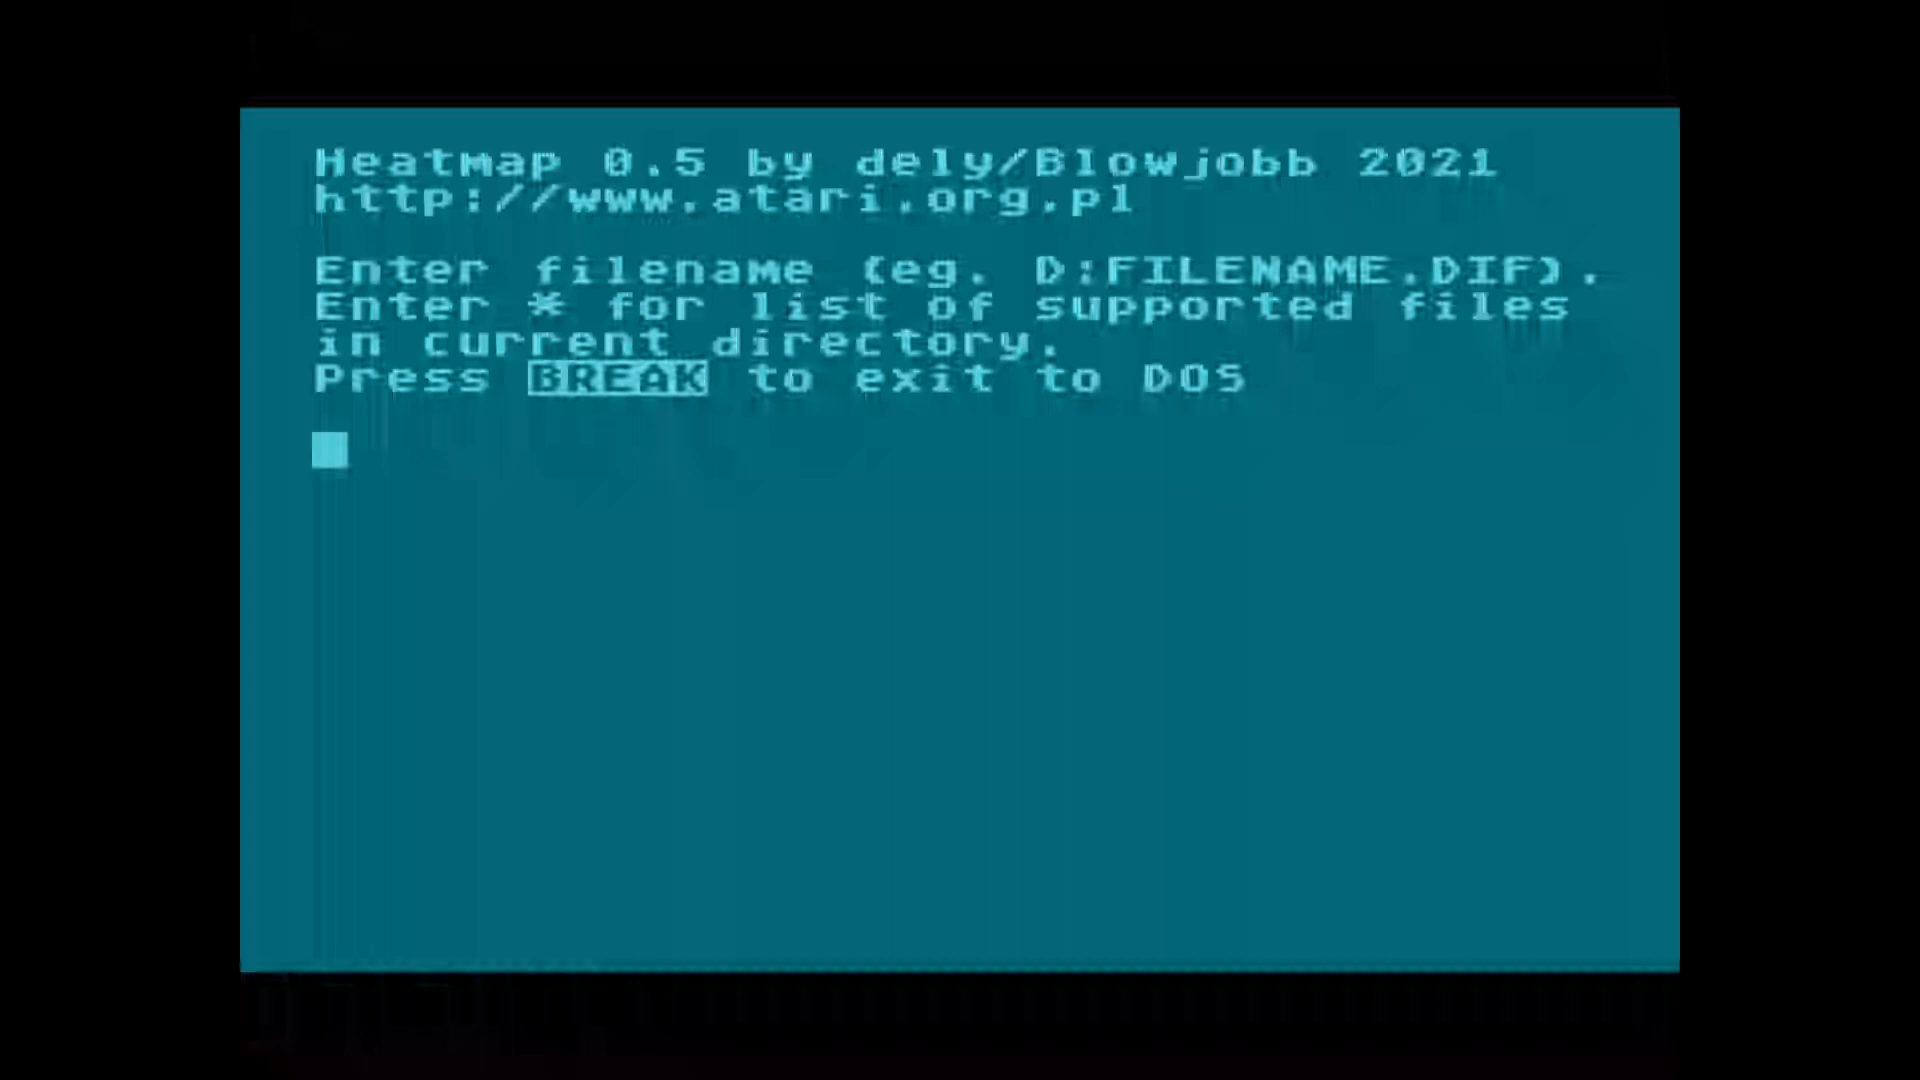 Heatmap 0.5 by dely/Blowjobb 2021
http://www.atari.org.pl
Enter filename (eg. D:FILENAME.DIF).
Enter * for list of supported files
in current directory.
Press BREAK to exit to DOS